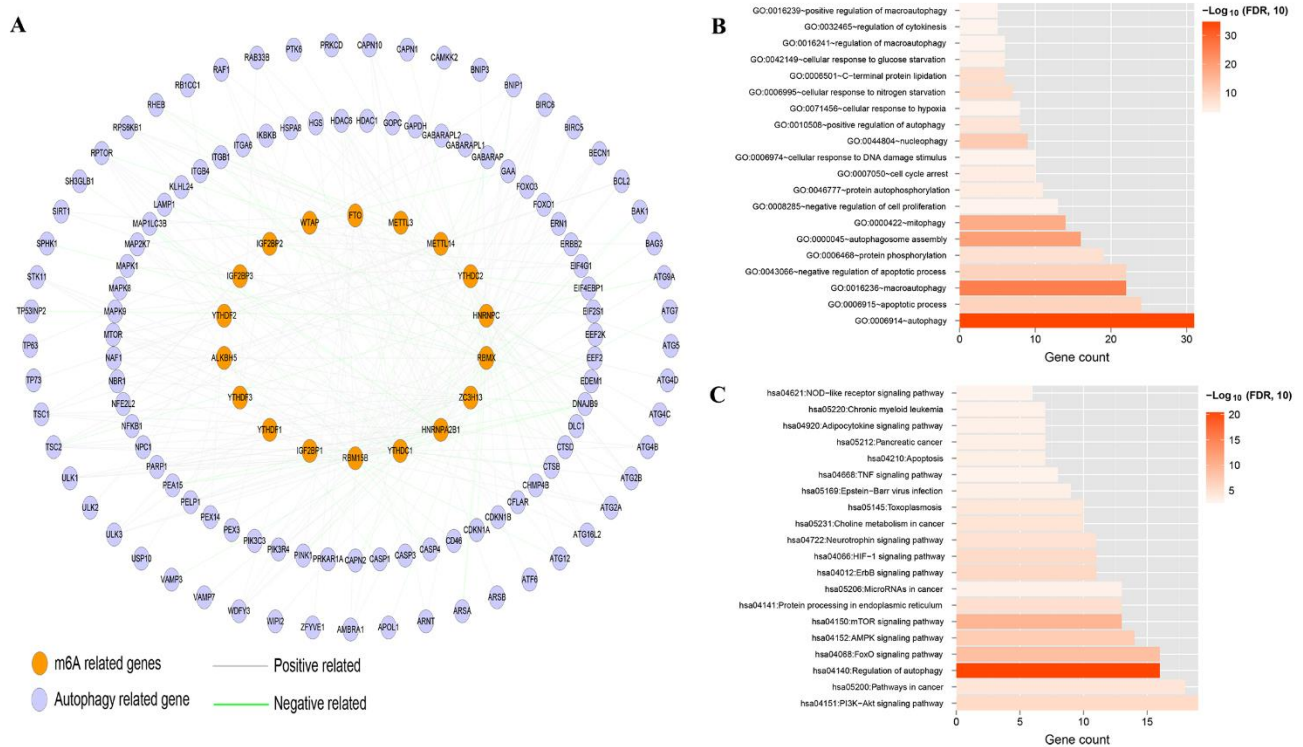 A
PTK6
PRKCD
CAPN10
CAPN1
CAMKK2
BNIP3
BNIP1
BIRC6
BIRC5
BECN1
BCL2
BAK1
BAG3
ATG9A
ATG7
ATG5
ATG4D
ATG4C
ATG4B
ATG2B
ATG2A
ATG16L2
ATG12
ATF6
ARSB
ARSA
ARNT
APOL1
AMBRA1
ZFYVE1
WIPI2
WDFY3
VAMP7
VAMP3
USP10
ULK3
ULK2
ULK1
TSC2
TSC1
TP73
TP63
TP53INP2
STK11
SPHK1
SIRT1
SH3GLB1
RPTOR
RPS6KB1
RHEB
RB1CC1
RAF1
RAB33B
HGS
HDAC6
HDAC1
GOPC
GAPDH
GABARAPL2
GABARAPL1
GABARAP
GAA
FOXO3
FOXO1
ERN1
ERBB2
EIF4G1
EIF4EBP1
EIF2S1
EEF2K
EEF2
EDEM1
DNAJB9
DLC1
CTSD
CTSB
CHMP4B
CFLAR
CDKN1B
CDKN1A
CD46
CASP4
CASP3
CASP1
CAPN2
PRKAR1A
PINK1
PIK3R4
PIK3C3
PEX3
PEX14
PELP1
PEA15
PARP1
NPC1
NFKB1
NFE2L2
NBR1
NAF1
MTOR
MAPK9
MAPK8
MAPK1
MAP2K7
MAP1LC3B
LAMP1
KLHL24
ITGB4
ITGB1
ITGA6
IKBKB
HSPA8
FTO
METTL3
METTL14
YTHDC2
HNRNPC
RBMX
ZC3H13
HNRNPA2B1
YTHDC1
RBM15B
IGF2BP1
YTHDF1
YTHDF3
ALKBH5
YTHDF2
IGF2BP3
IGF2BP2
WTAP
m6A related genes
Positive related
Autophagy related gene
Negative related
B
GO:0016239~positive regulation of macroautophagy
GO:0032465~regulation of cytokinesis
GO:0016241~regulation of macroautophagy
GO:0042149~cellular response to glucose starvation
GO:0006501~C-terminal protein lipidation
GO:0006995~cellular response to nitrogen starvation
GO:0071456~cellular response to hypoxia
GO:0010508~positive regulation of autophagy
GO:0044804~nucleophagy
GO:0006974~cellular response to DNA damage stimulus
GO:0007050~cell cycle arrest
GO:0046777~protein autophosphorylation
GO:0008285~negative regulation of cell proliferation
GO:0000422~mitophagy
GO:0000045~autophagosome assembly
GO:0006468~protein phosphorylation
GO:0043066~negative regulation of apoptotic process
GO:0016236~macroautophagy
GO:0006915~apoptotic process
GO:0006914~autophagy
0 10 20 30
Gene count
−Log10 (FDR, 10)
30
20
10
C
hsa04621:NOD-like receptor signaling pathway
hsa05220:Chronic myeloid leukemia
hsa04920:Adipocytokine signaling pathway
hsa05212:Pancreatic cancer
hsa04210:Apoptosis
hsa04668:TNF signaling pathway
hsa05169:Epstein-Barr virus infection
hsa05145:Toxoplasmosis
hsa05231:Choline metabolism in cancer
hsa04722:Neurotrophin signaling pathway
hsa04066:HIF-1 signaling pathway
hsa04012:ErbB signaling pathway
hsa05206:MicroRNAs in cancer
hsa04141:Protein processing in endoplasmic reticulum
hsa04150:mTOR signaling pathway
hsa04152:AMPK signaling pathway
hsa04068:FoxO signaling pathway
hsa04140:Regulation of autophagy
hsa05200:Pathways in cancer
hsa04151:PI3K-Akt signaling pathway
0 5 10 15
Gene count
−Log10 (FDR, 10)
20
15
10
5